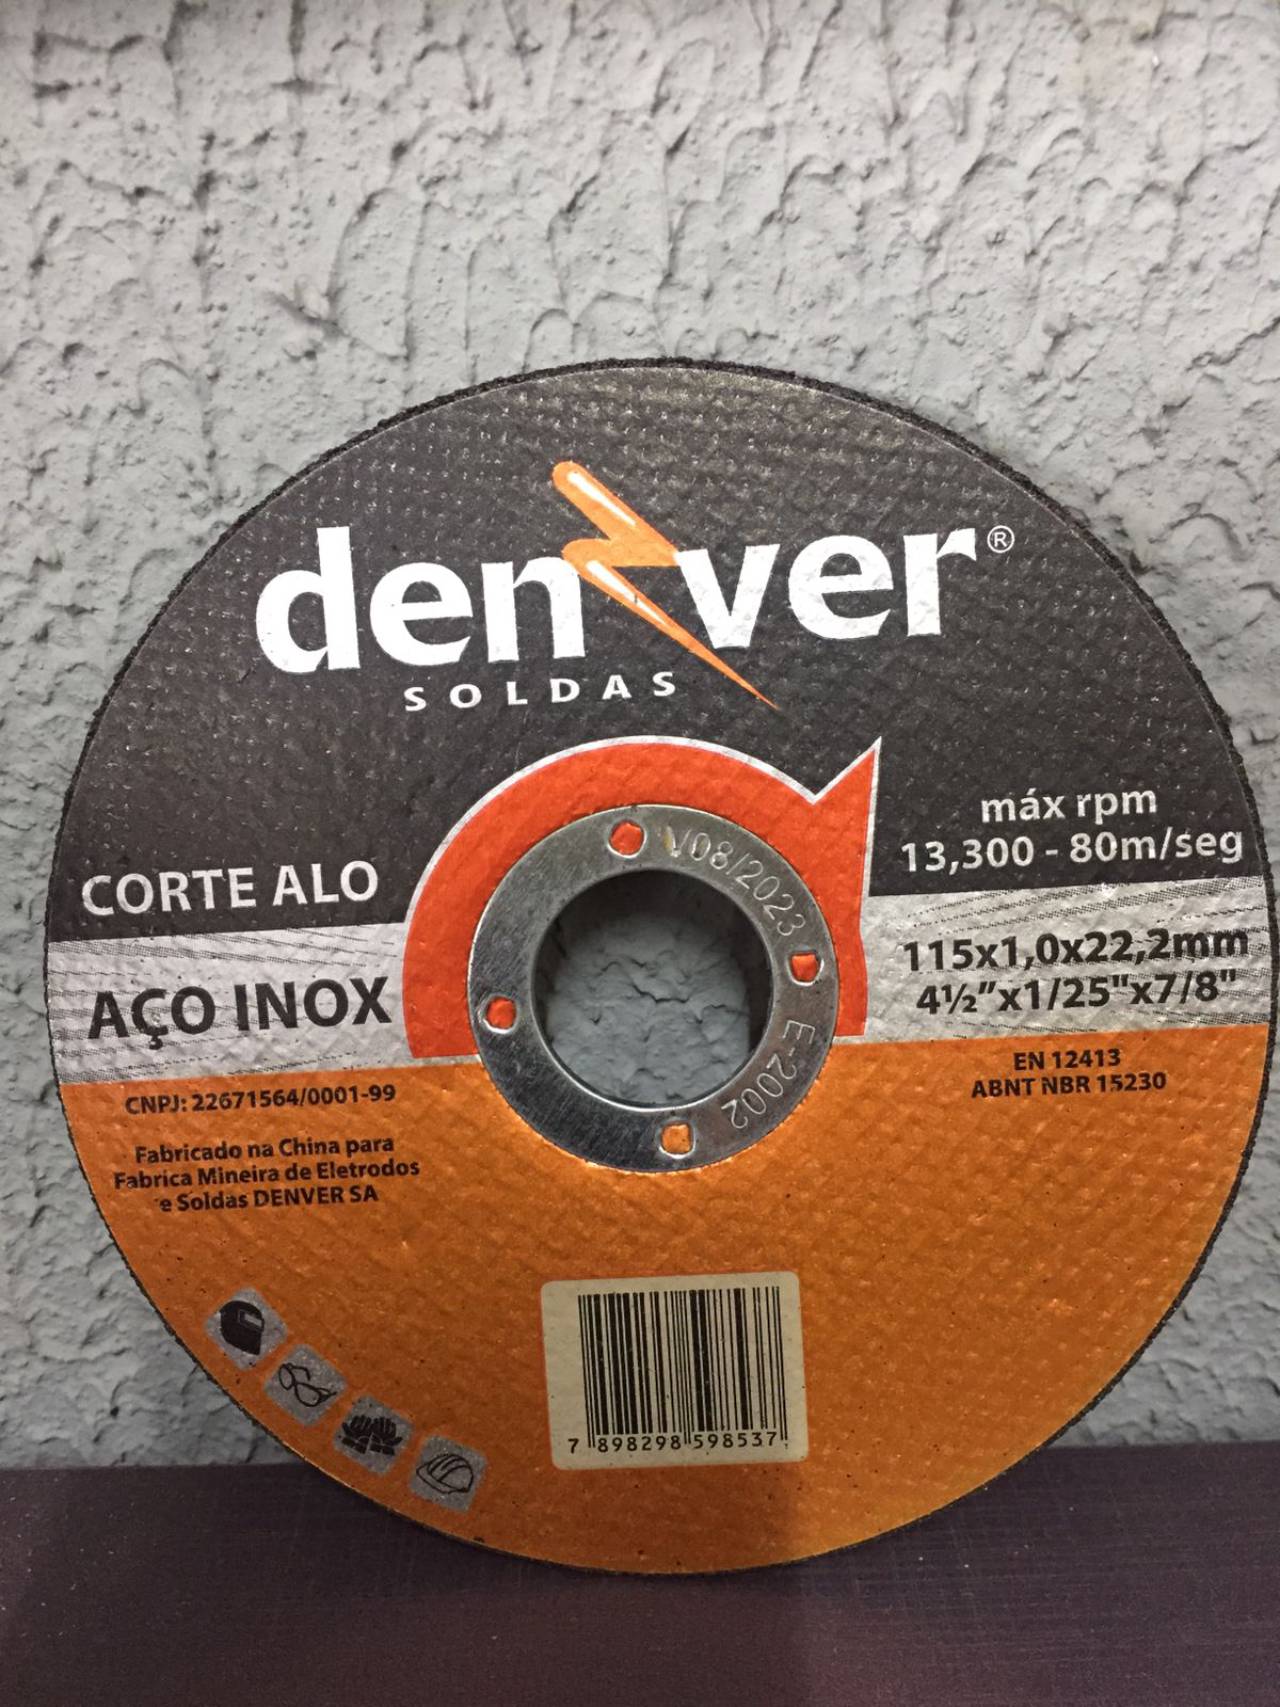 denver®
SOLDAS
máx rpm
13,300 - 80m/seg
CORTE ALO
AÇO INOX
115x1,0x22,2mm
4½"x1/25"x7/8"
V08/2023
E-2002
EN 12413
ABNT NBR 15230
CNPJ: 22671564/0001-99
Fabricado na China para
Fabrica Mineira de Eletrodos
e Soldas DENVER SA
7 898298 598537